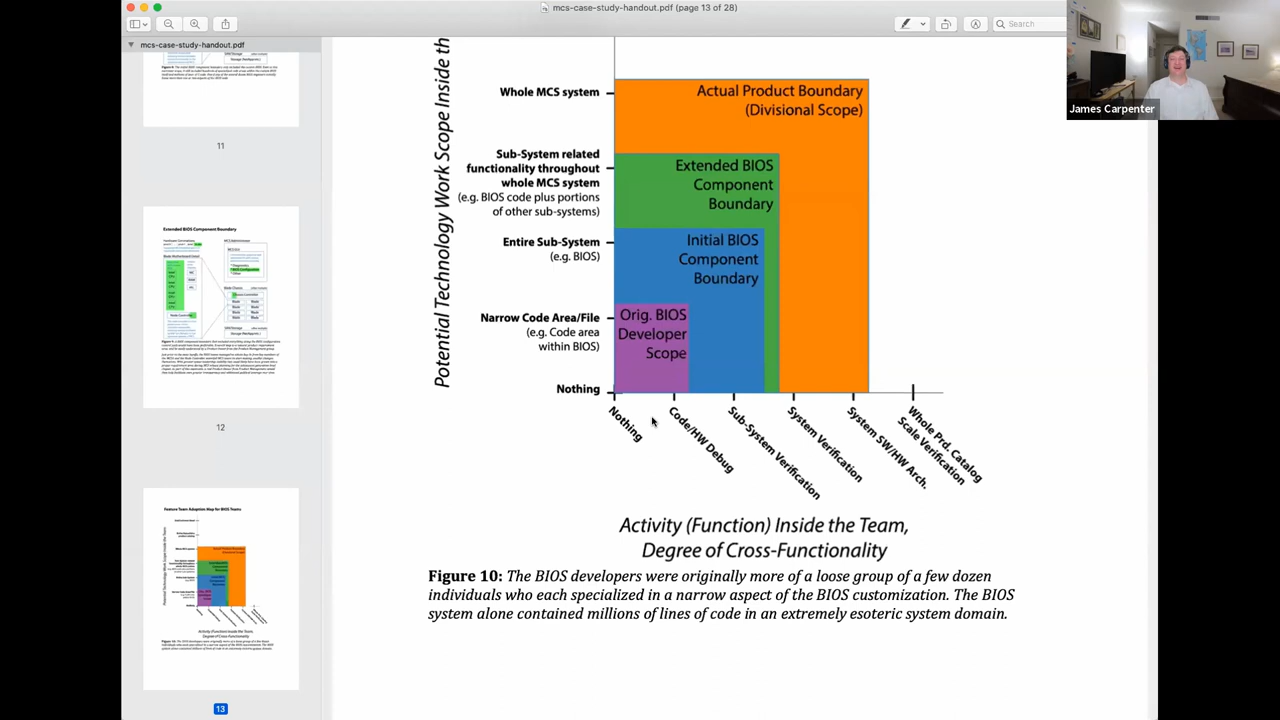 mcs-case-study-handout.pdf (page 13 of 28)
Search
mcs-case-study-handout.pdf
James Carpenter
11
Extended BIOS Component Boundary
12
Feature Team Adoption Map for BIOS Teams
13
Potential Technology Work Scope Inside th
Whole MCS system
Sub-System related
functionality throughout
whole MCS system
(e.g. BIOS code plus portions
of other sub-systems)
Entire Sub-System
(e.g. BIOS)
Narrow Code Area/File
(e.g. Code area
within BIOS)
Nothing
Actual Product Boundary
(Divisional Scope)
Extended BIOS
Component
Boundary
Initial BIOS
Component
Boundary
Orig. BIOS
Developer
Scope
Nothing
Code/HW Debug
Sub-System Verification
System Verification
System SW/HW Arch.
Whole Prd. Catalog
Scale Verification
Activity (Function) Inside the Team,
Degree of Cross-Functionality
Figure 10: The BIOS developers were originally more of a loose group of a few dozen
individuals who each specialized in a narrow aspect of the BIOS customization. The BIOS
system alone contained millions of lines of code in an extremely esoteric system domain.